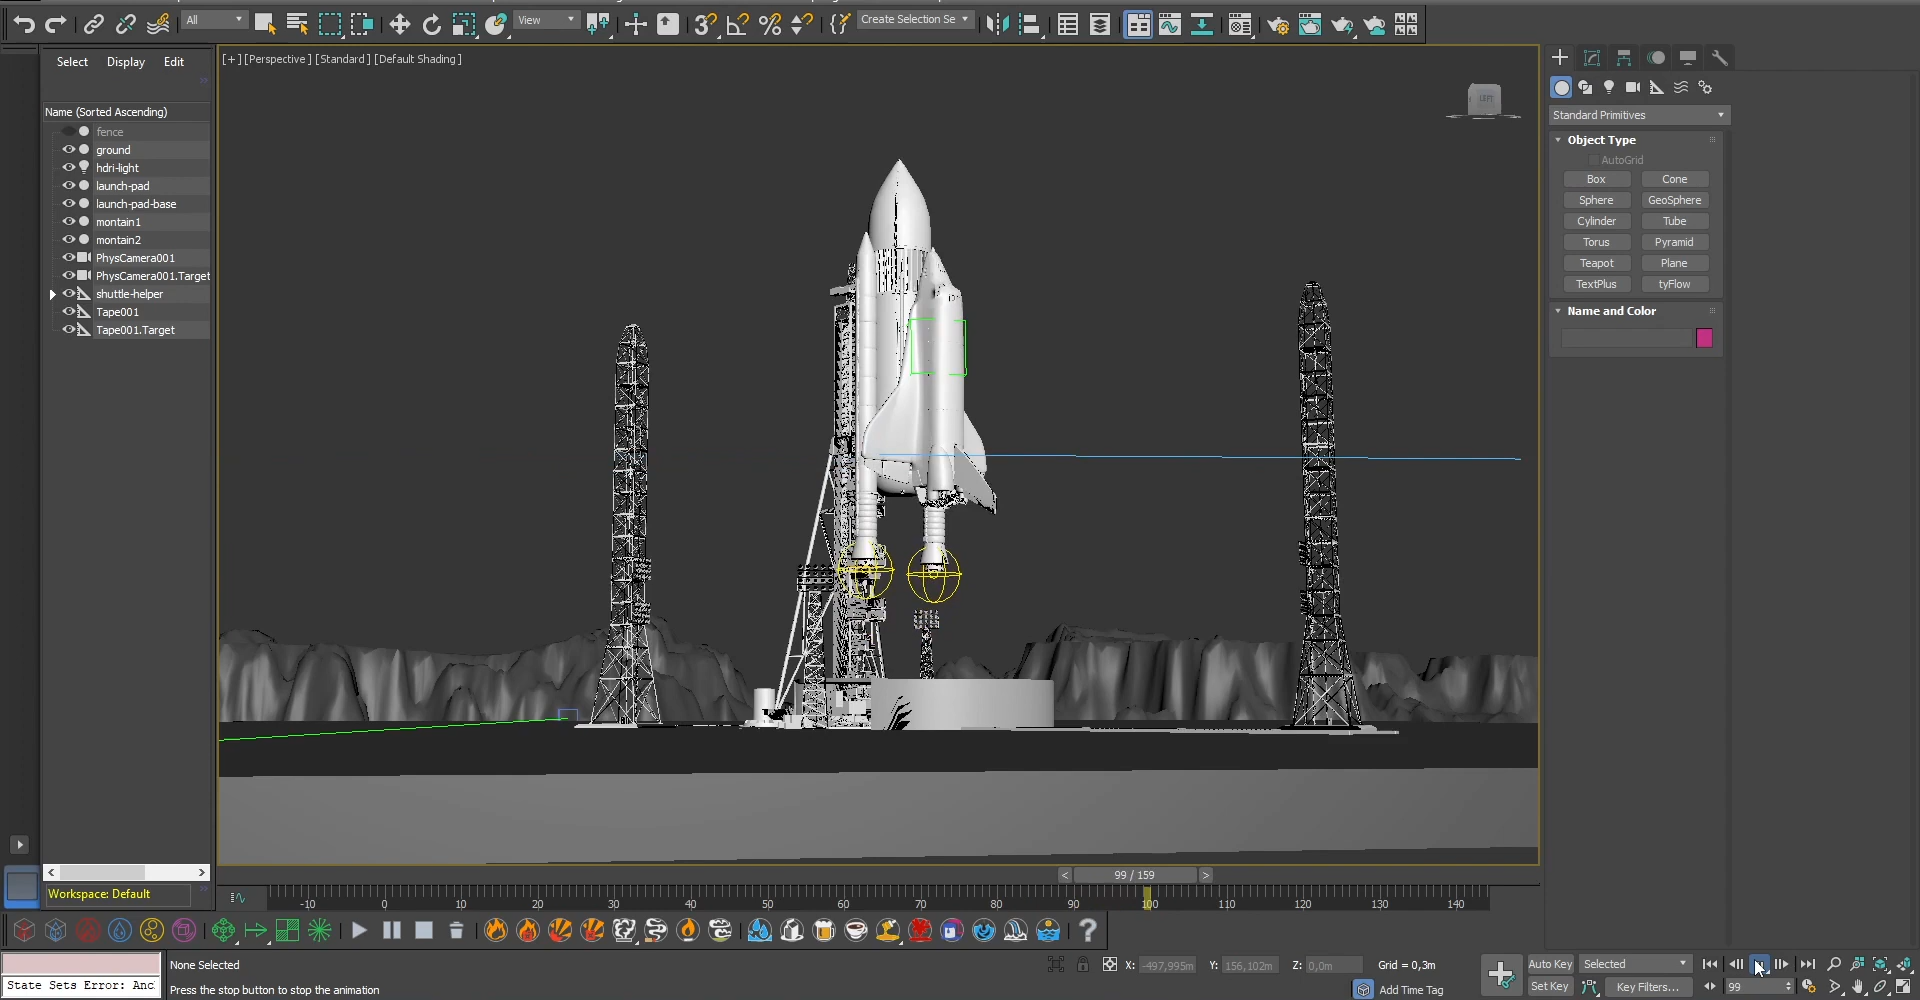 All
View
Create Selection Se
Select
Display
Edit
[+] [Perspective ] [Standard ] [Default Shading ]
LEFT
Name (Sorted Ascending)
fence
ground
hdri-light
launch-pad
launch-pad-base
montain1
montain2
PhysCamera001
PhysCamera001.Target
shuttle-helper
Tape001
Tape001.Target
Standard Primitives
Object Type
AutoGrid
Box
Cone
Sphere
GeoSphere
Cylinder
Tube
Torus
Pyramid
Teapot
Plane
TextPlus
tyFlow
Name and Color
< 99 / 159 >
Workspace: Default
-10 0 10 20 30 40 50 60 70 80 90 100 110 120 130 140
None Selected
X: -497,995m Y: 156,102m Z: 0,0m Grid = 0,3m
Auto Key
Selected
State Sets Error: Anc
Press the stop button to stop the animation
Add Time Tag
Set Key
Key Filters...
99